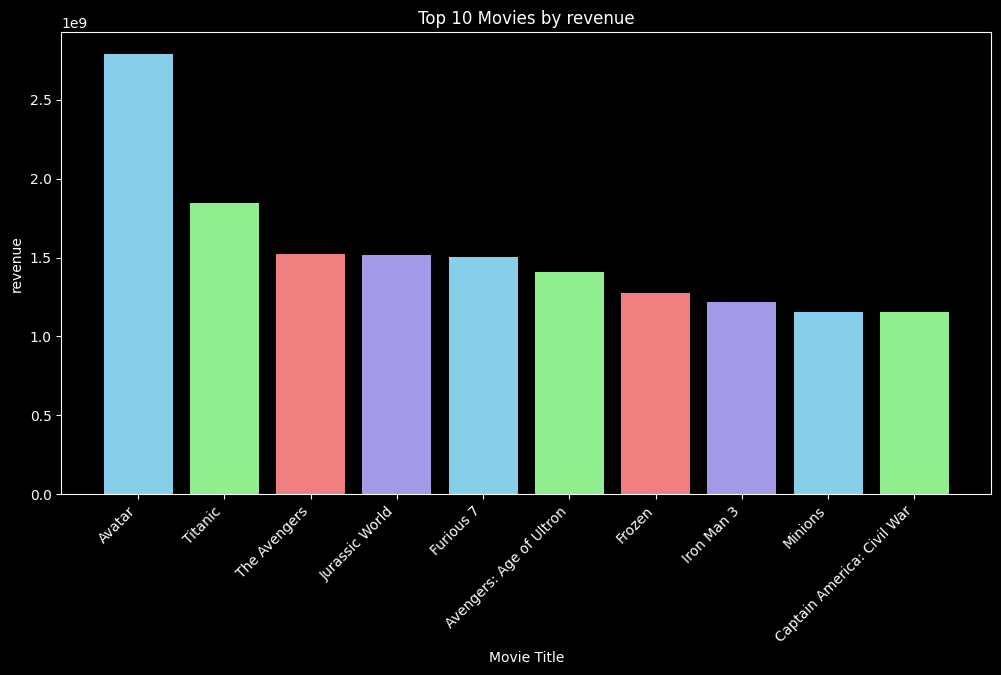 Top 10 Movies by revenue
1e9
2.5
2.0
1.5
1.0
0.5
0.0
revenue
Avatar
Titanic
The Avengers
Jurassic World
Furious 7
Avengers: Age of Ultron
Frozen
Iron Man 3
Minions
Captain America: Civil War
Movie Title